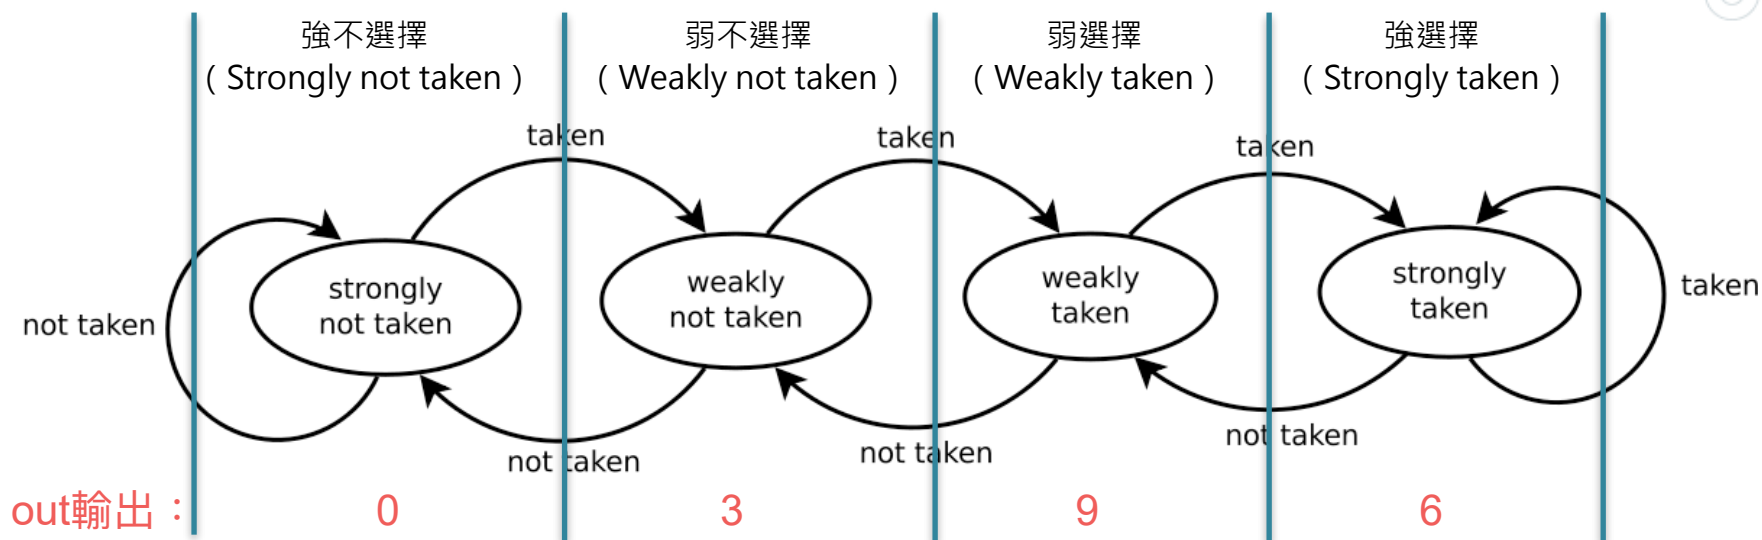 強不選擇
( Strongly not taken )
弱不選擇
( Weakly not taken )
弱選擇
( Weakly taken )
強選擇
( Strongly taken )
taken
taken
taken
not taken
strongly
not taken
weakly
not taken
weakly
taken
strongly
taken
taken
not taken
not taken
not taken
out輸出：
0
3
9
6